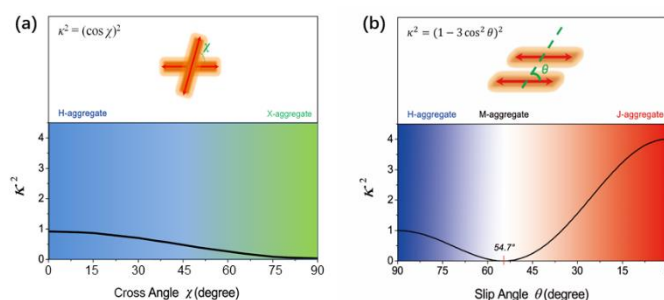 (a)
κ² = (cos χ)²
χ
H-aggregate X-aggregate
4
3
2
1
0
κ²
0 15 30 45 60 75 90
Cross Angle χ (degree)
(b)
κ² = (1 − 3 cos² θ)²
θ
H-aggregate M-aggregate J-aggregate
4
3
2
1
0
κ²
54.7°
90 75 60 45 30 15
Slip Angle θ (degree)